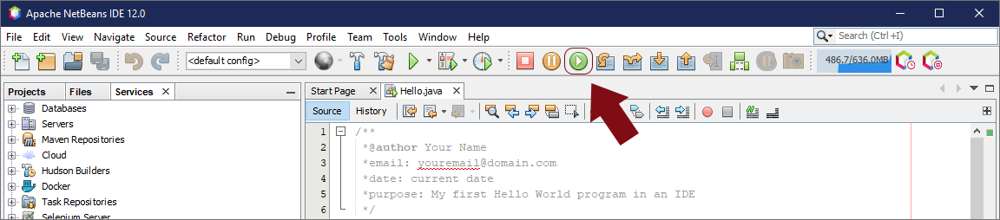 Apache NetBeans IDE 12.0
File Edit View Navigate Source Refactor Run Debug Profile Team Tools Window Help
Search (Ctrl+I)
<default config>
486.7/636.0MB
Projects Files Services
Start Page Hello.java
Source History
Databases
Servers
Maven Repositories
Cloud
Hudson Builders
Docker
Task Repositories
Selenium Server
1 /**
2 *@author Your Name
3 *email: youremail@domain.com
4 *date: current date
5 *purpose: My first Hello World program in an IDE
6 */